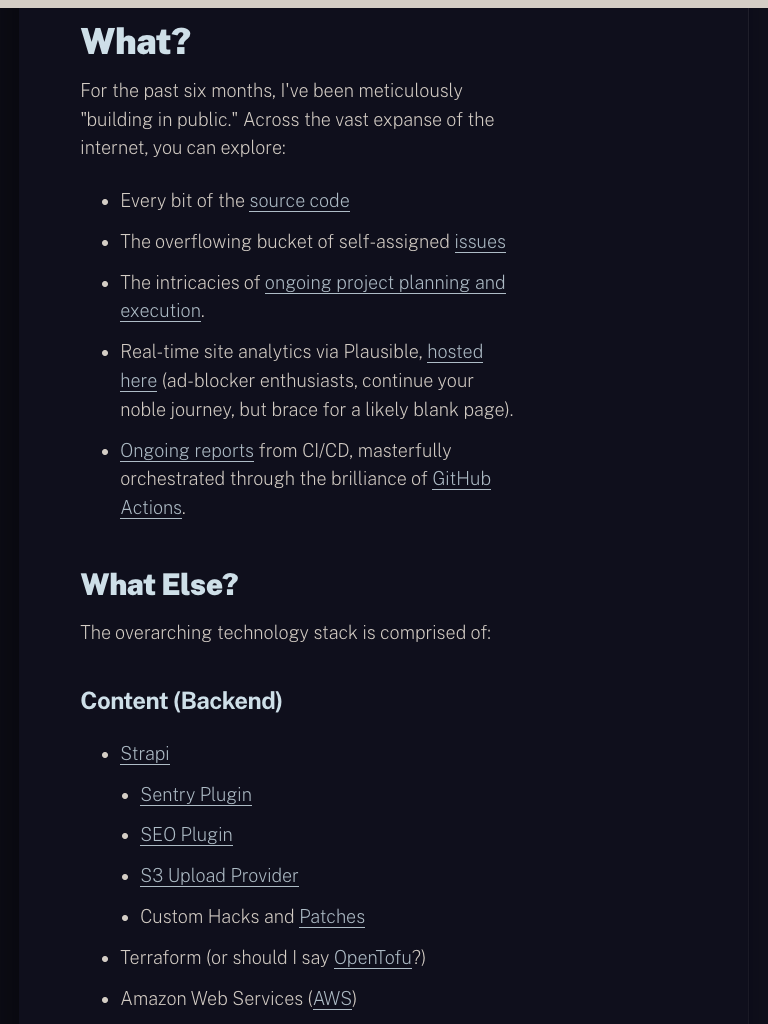 What?
For the past six months, I've been meticulously
"building in public." Across the vast expanse of the
internet, you can explore:
• Every bit of the source code
• The overflowing bucket of self-assigned issues
• The intricacies of ongoing project planning and
execution.
• Real-time site analytics via Plausible, hosted
here (ad-blocker enthusiasts, continue your
noble journey, but brace for a likely blank page).
• Ongoing reports from CI/CD, masterfully
orchestrated through the brilliance of GitHub
Actions.
What Else?
The overarching technology stack is comprised of:
Content (Backend)
• Strapi
• Sentry Plugin
• SEO Plugin
• S3 Upload Provider
• Custom Hacks and Patches
• Terraform (or should I say OpenTofu?)
• Amazon Web Services (AWS)